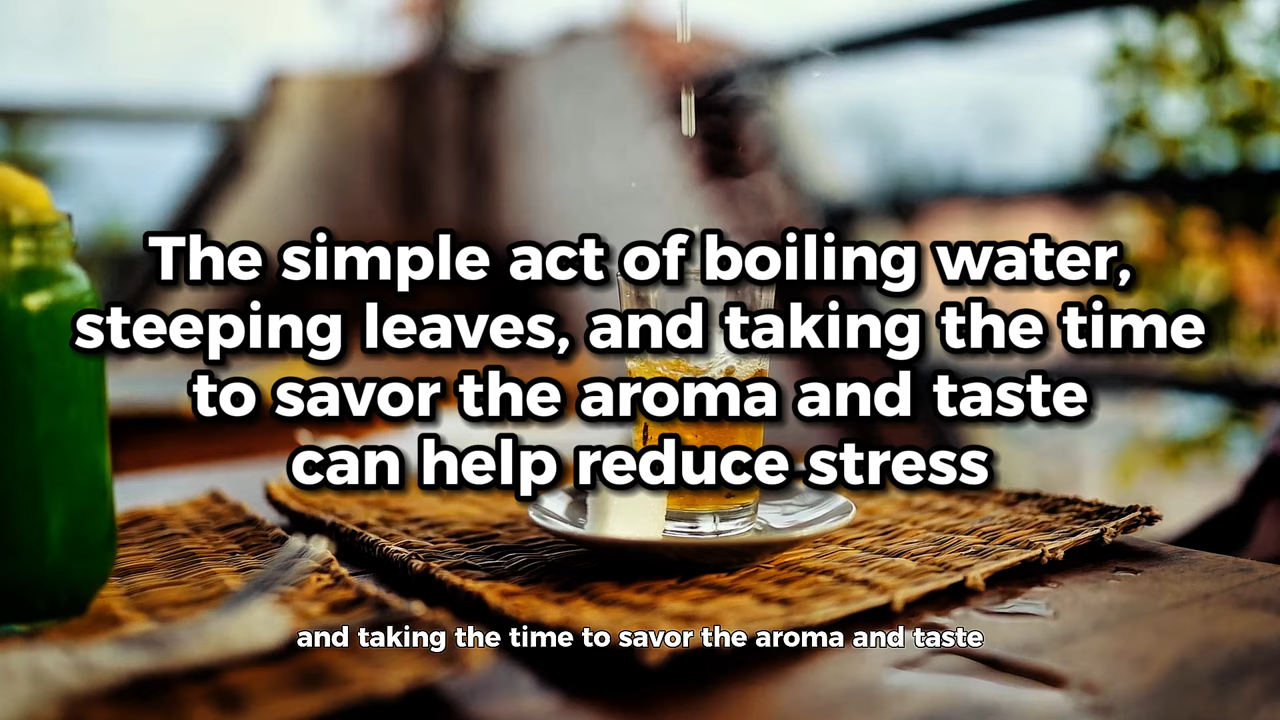 The simple act of boiling water,
steeping leaves, and taking the time
to savor the aroma and taste
can help reduce stress
and taking the time to savor the aroma and taste